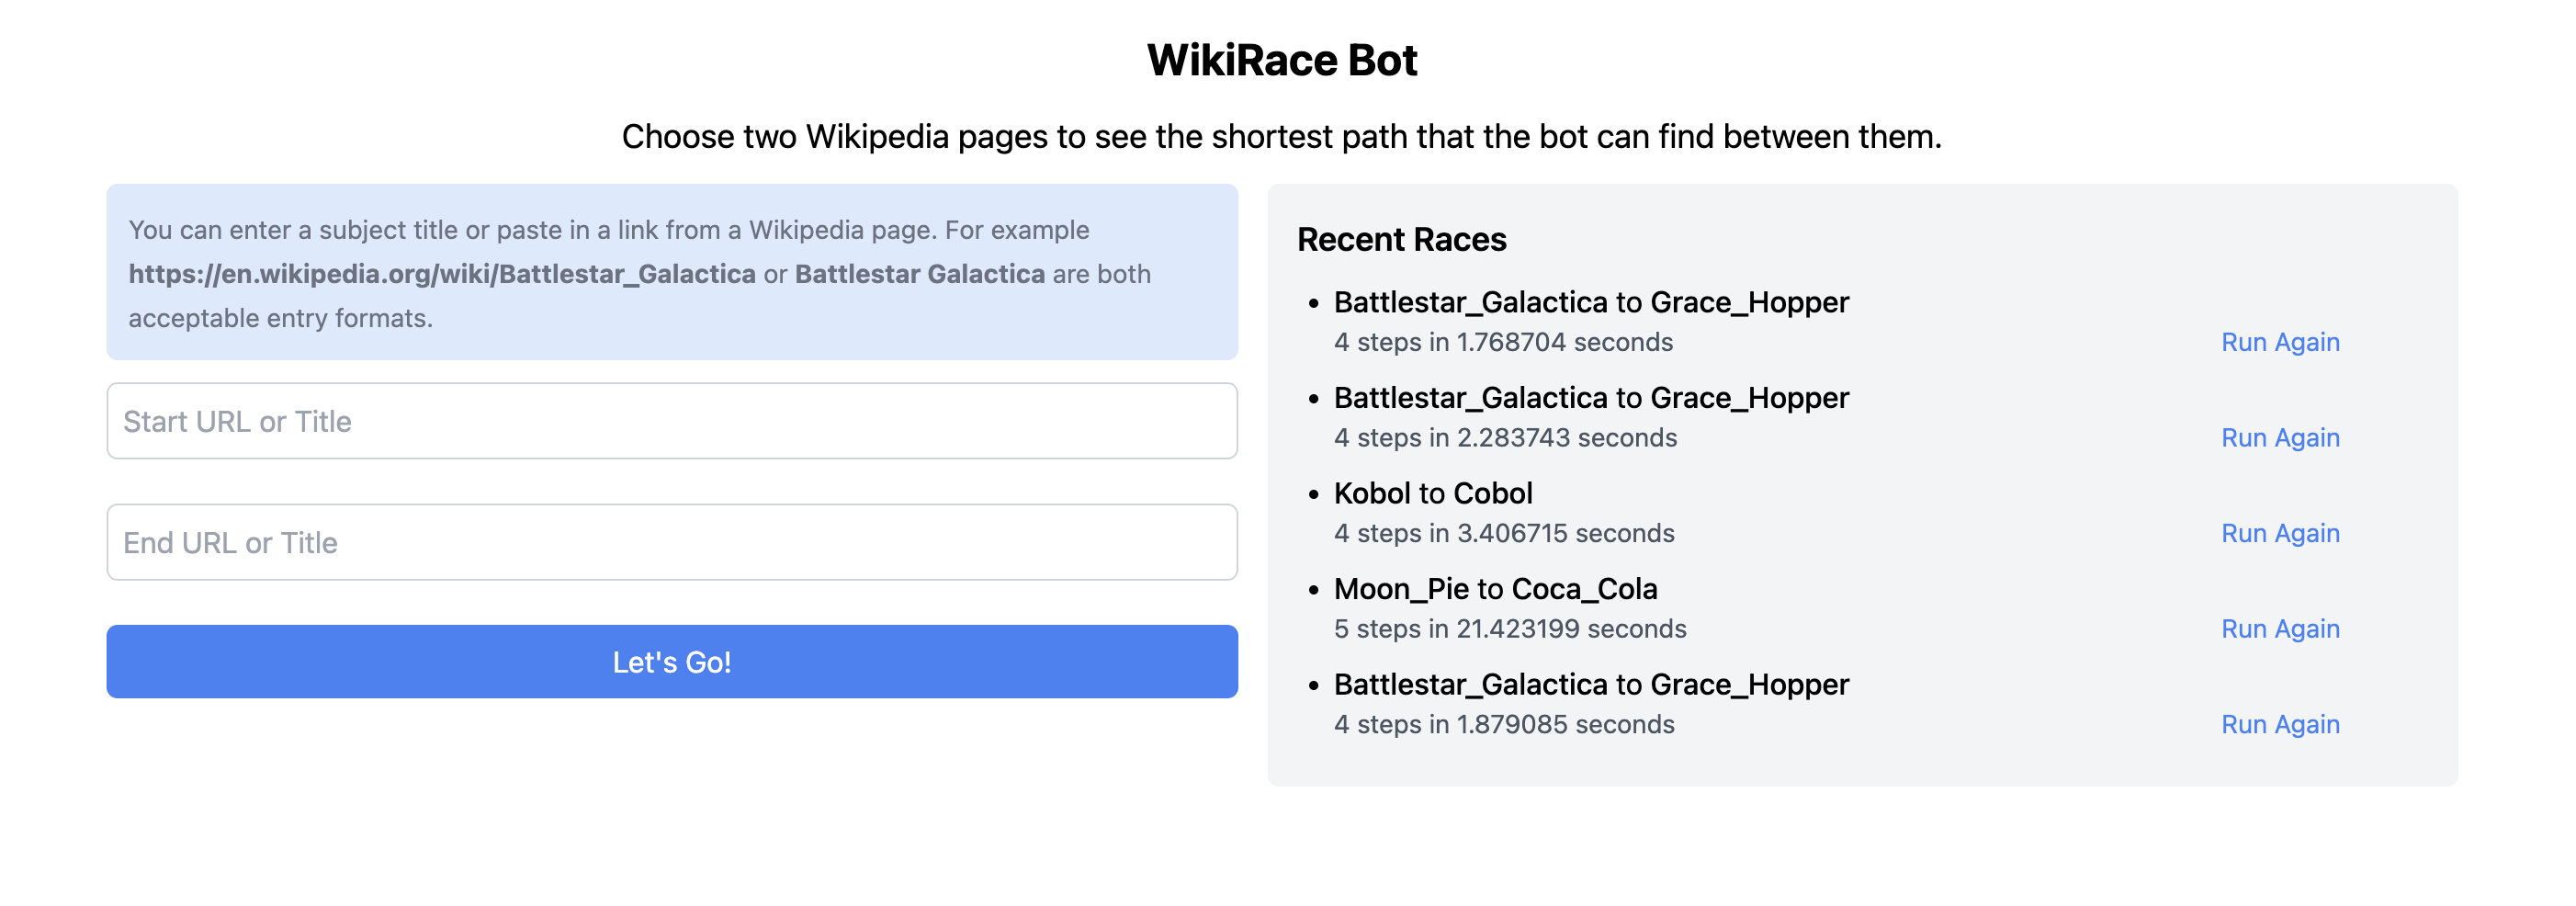 WikiRace Bot
Choose two Wikipedia pages to see the shortest path that the bot can find between them.
You can enter a subject title or paste in a link from a Wikipedia page. For example
https://en.wikipedia.org/wiki/Battlestar_Galactica or Battlestar Galactica are both
acceptable entry formats.
Start URL or Title
End URL or Title
Let's Go!
Recent Races
• Battlestar_Galactica to Grace_Hopper
4 steps in 1.768704 seconds Run Again
• Battlestar_Galactica to Grace_Hopper
4 steps in 2.283743 seconds Run Again
• Kobol to Cobol
4 steps in 3.406715 seconds Run Again
• Moon_Pie to Coca_Cola
5 steps in 21.423199 seconds Run Again
• Battlestar_Galactica to Grace_Hopper
4 steps in 1.879085 seconds Run Again